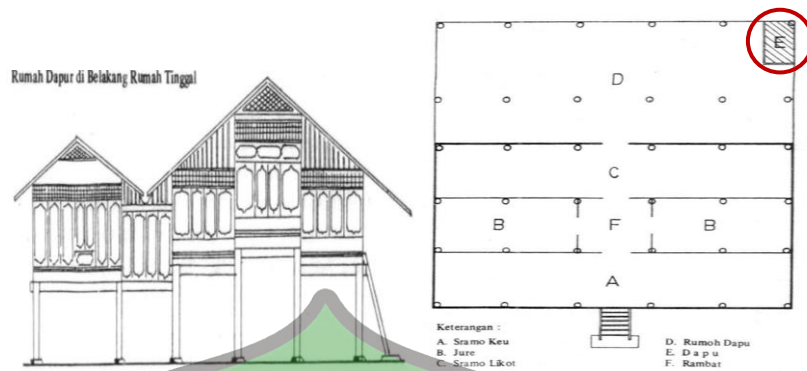 Rumah Dapur di Belakang Rumah Tinggal
E
D
C
B
F
B
A
Keterangan :
A. Sramo Keu
B. Jure
C. Sramo Likot
D. Rumoh Dapu
E. D a p u
F. Rambat